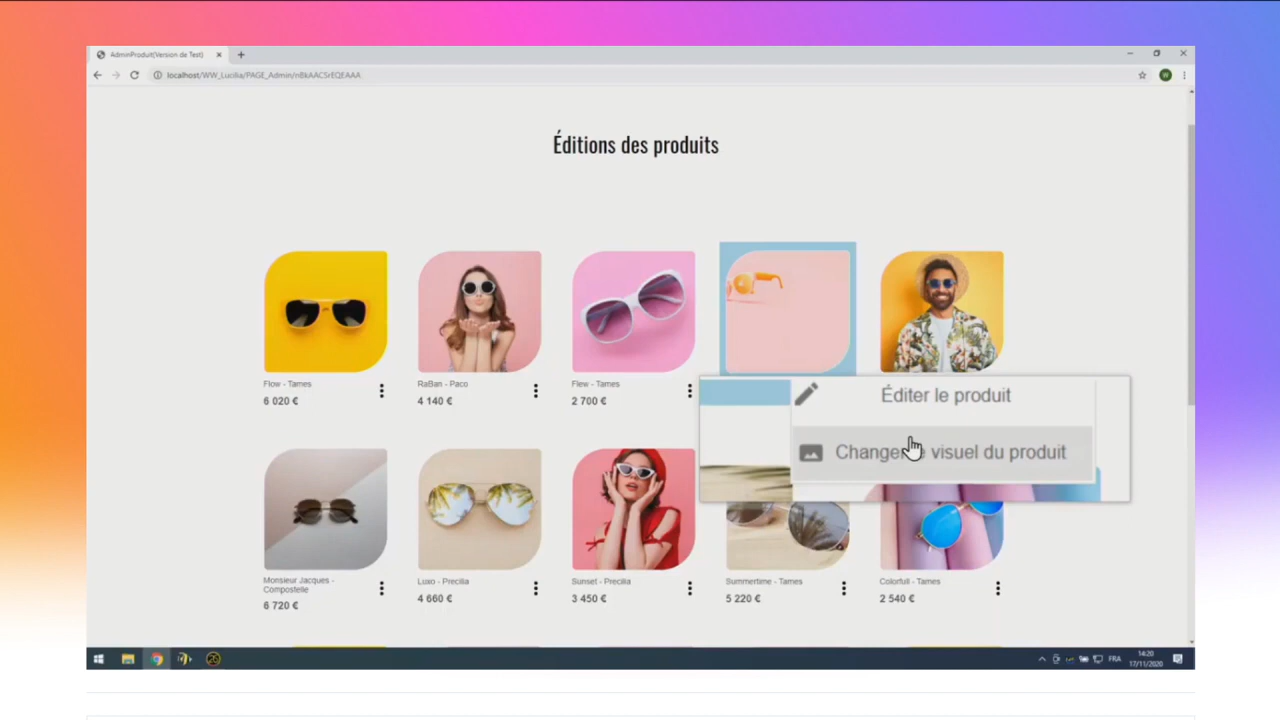 AdminProduit(Version de Test)
localhost/WW_Lucilia/PAGE_Admin/nBkAAC5rEQEAAA
Éditions des produits
Flow - Tames
6 020 €
RaBan - Paco
4 140 €
Flew - Tames
2 700 €
Éditer le produit
Changer visuel du produit
Monsieur Jacques -
Compostelle
6 720 €
Luxo - Precilia
4 660 €
Sunset - Precilia
3 450 €
Summertime - Tames
5 220 €
Colorfull - Tames
2 540 €
FRA
14:20
17/11/2020